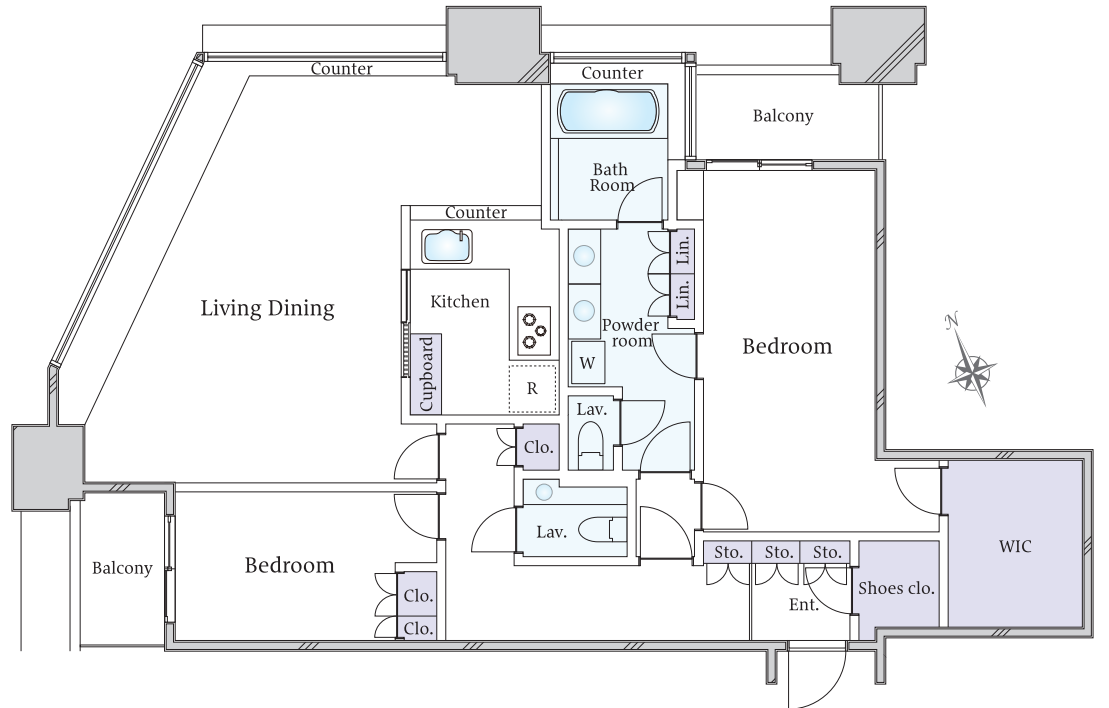 Counter
Counter
Balcony
Bath
Room
Counter
Lin.
Lin.
Living Dining
Kitchen
Powder
room
Bedroom
N
W
Cupboard
R
Lav.
Clo.
Lav.
Balcony
Bedroom
Clo.
Clo.
Sto.
Sto.
Sto.
Ent.
Shoes clo.
WIC